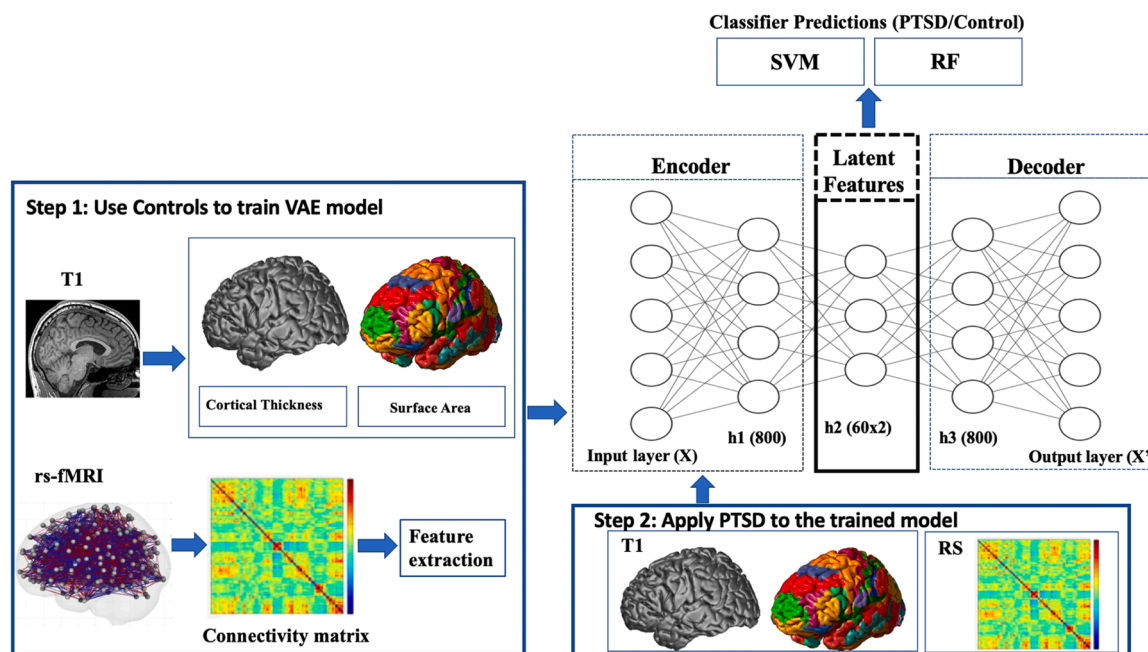 Classifier Predictions (PTSD/Control)
SVM
RF
Encoder
Latent
Features
Decoder
Step 1: Use Controls to train VAE model
T1
Cortical Thickness
Surface Area
h1 (800)
h2 (60x2)
h3 (800)
Input layer (X)
Output layer (X'
rs-fMRI
Feature
extraction
Connectivity matrix
Step 2: Apply PTSD to the trained model
T1
RS